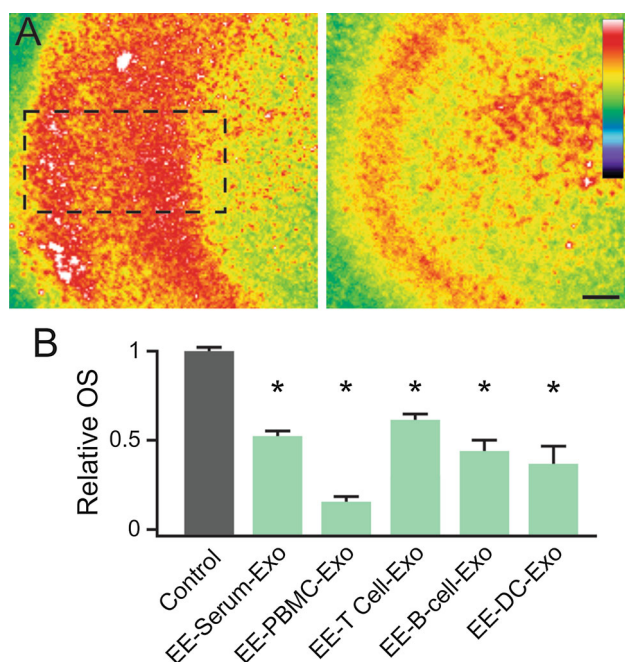 A
B
Relative OS
1
0.5
0
* * * * *
Control
EE-Serum-Exo
EE-PBMC-Exo
EE-T Cell-Exo
EE-B-cell-Exo
EE-DC-Exo